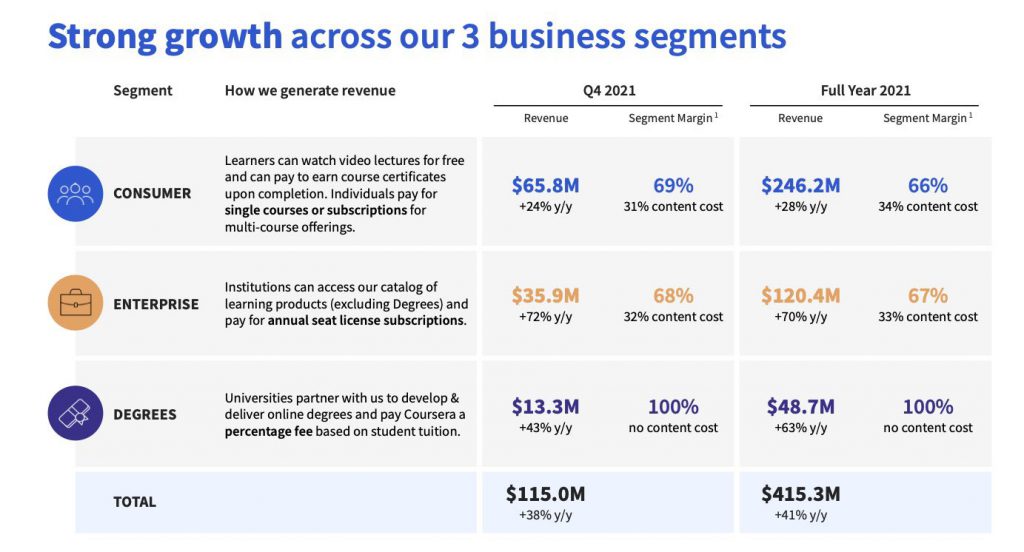 Strong growth across our 3 business segments
Segment
How we generate revenue
Q4 2021
Full Year 2021
Revenue
Segment Margin 1
Revenue
Segment Margin 1
CONSUMER
Learners can watch video lectures for free
and can pay to earn course certificates
upon completion. Individuals pay for
single courses or subscriptions for
multi-course offerings.
$65.8M
+24% y/y
69%
31% content cost
$246.2M
+28% y/y
66%
34% content cost
ENTERPRISE
Institutions can access our catalog of
learning products (excluding Degrees) and
pay for annual seat license subscriptions.
$35.9M
+72% y/y
68%
32% content cost
$120.4M
+70% y/y
67%
33% content cost
DEGREES
Universities partner with us to develop &
deliver online degrees and pay Coursera a
percentage fee based on student tuition.
$13.3M
+43% y/y
100%
no content cost
$48.7M
+63% y/y
100%
no content cost
TOTAL
$115.0M
+38% y/y
$415.3M
+41% y/y